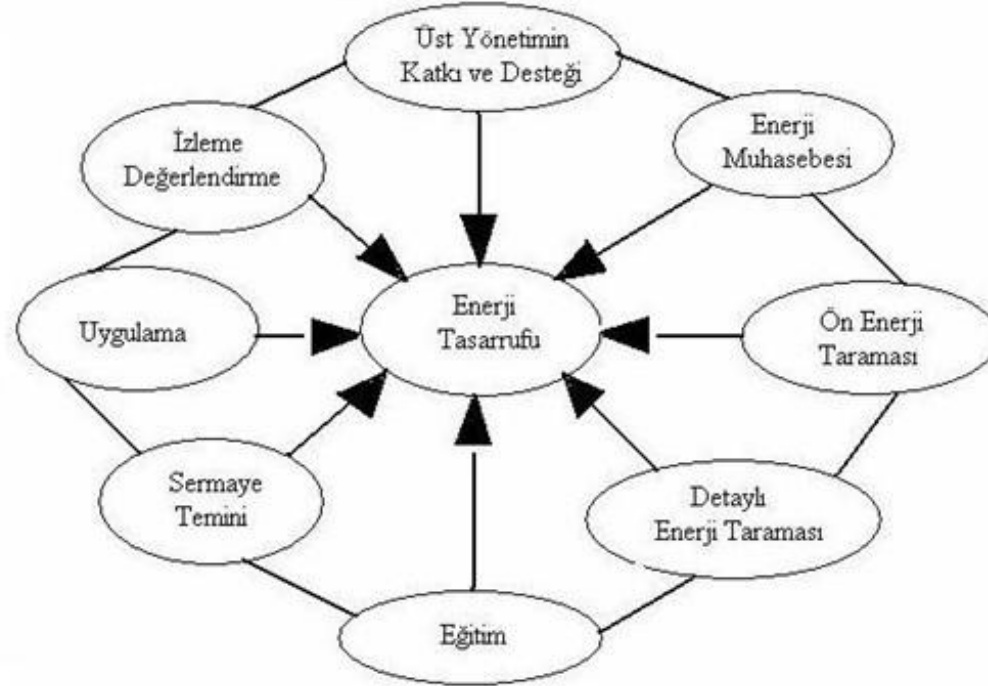 Üst Yönetimin
Katkı ve Desteği
Enerji
Muhasebesi
Ön Enerji
Taraması
Detaylı
Enerji Taraması
Eğitim
Sermaye
Temini
Uygulama
İzleme
Değerlendirme
Enerji
Tasarrufu